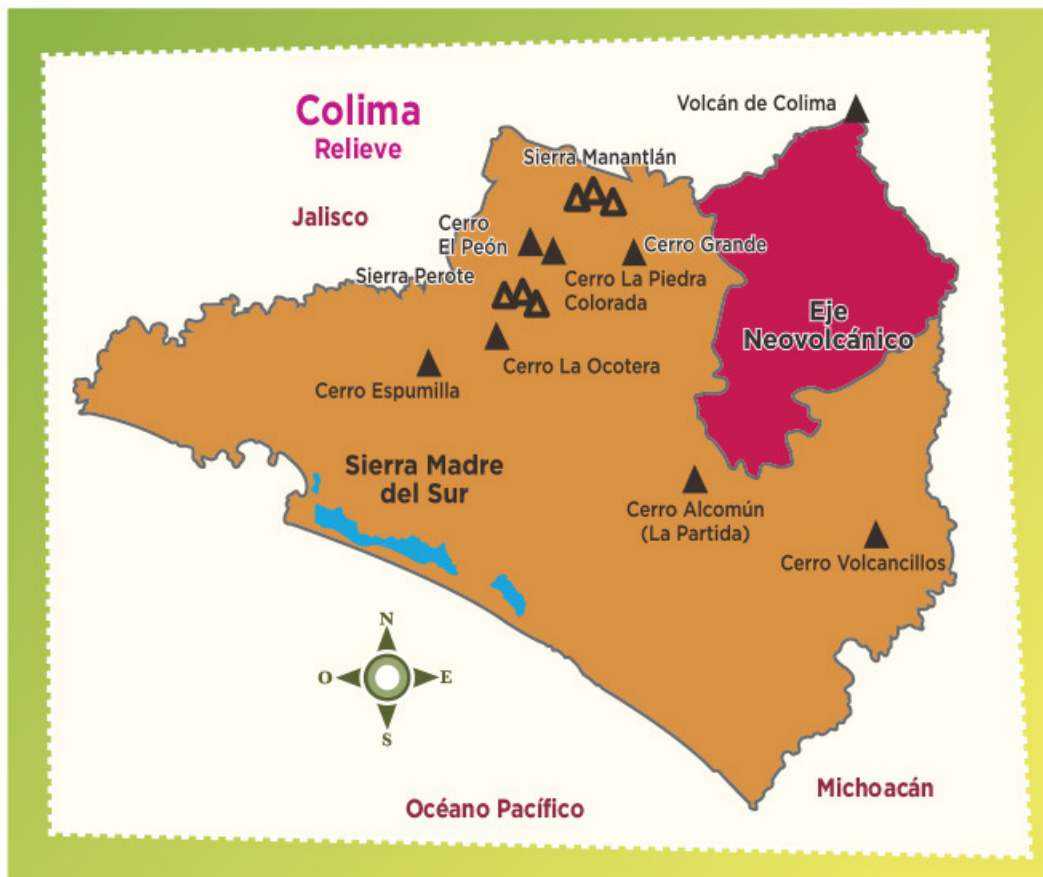 Colima
Relieve
Volcán de Colima
Sierra Manantlán
Jalisco
Cerro
El Peón
Cerro Grande
Sierra Perote
Cerro La Piedra
Colorada
Eje
Neovolcánico
Cerro La Ocotera
Cerro Espumilla
Sierra Madre
del Sur
Cerro Alcomún
(La Partida)
Cerro Volcancillos
N
O
E
S
Michoacán
Océano Pacífico